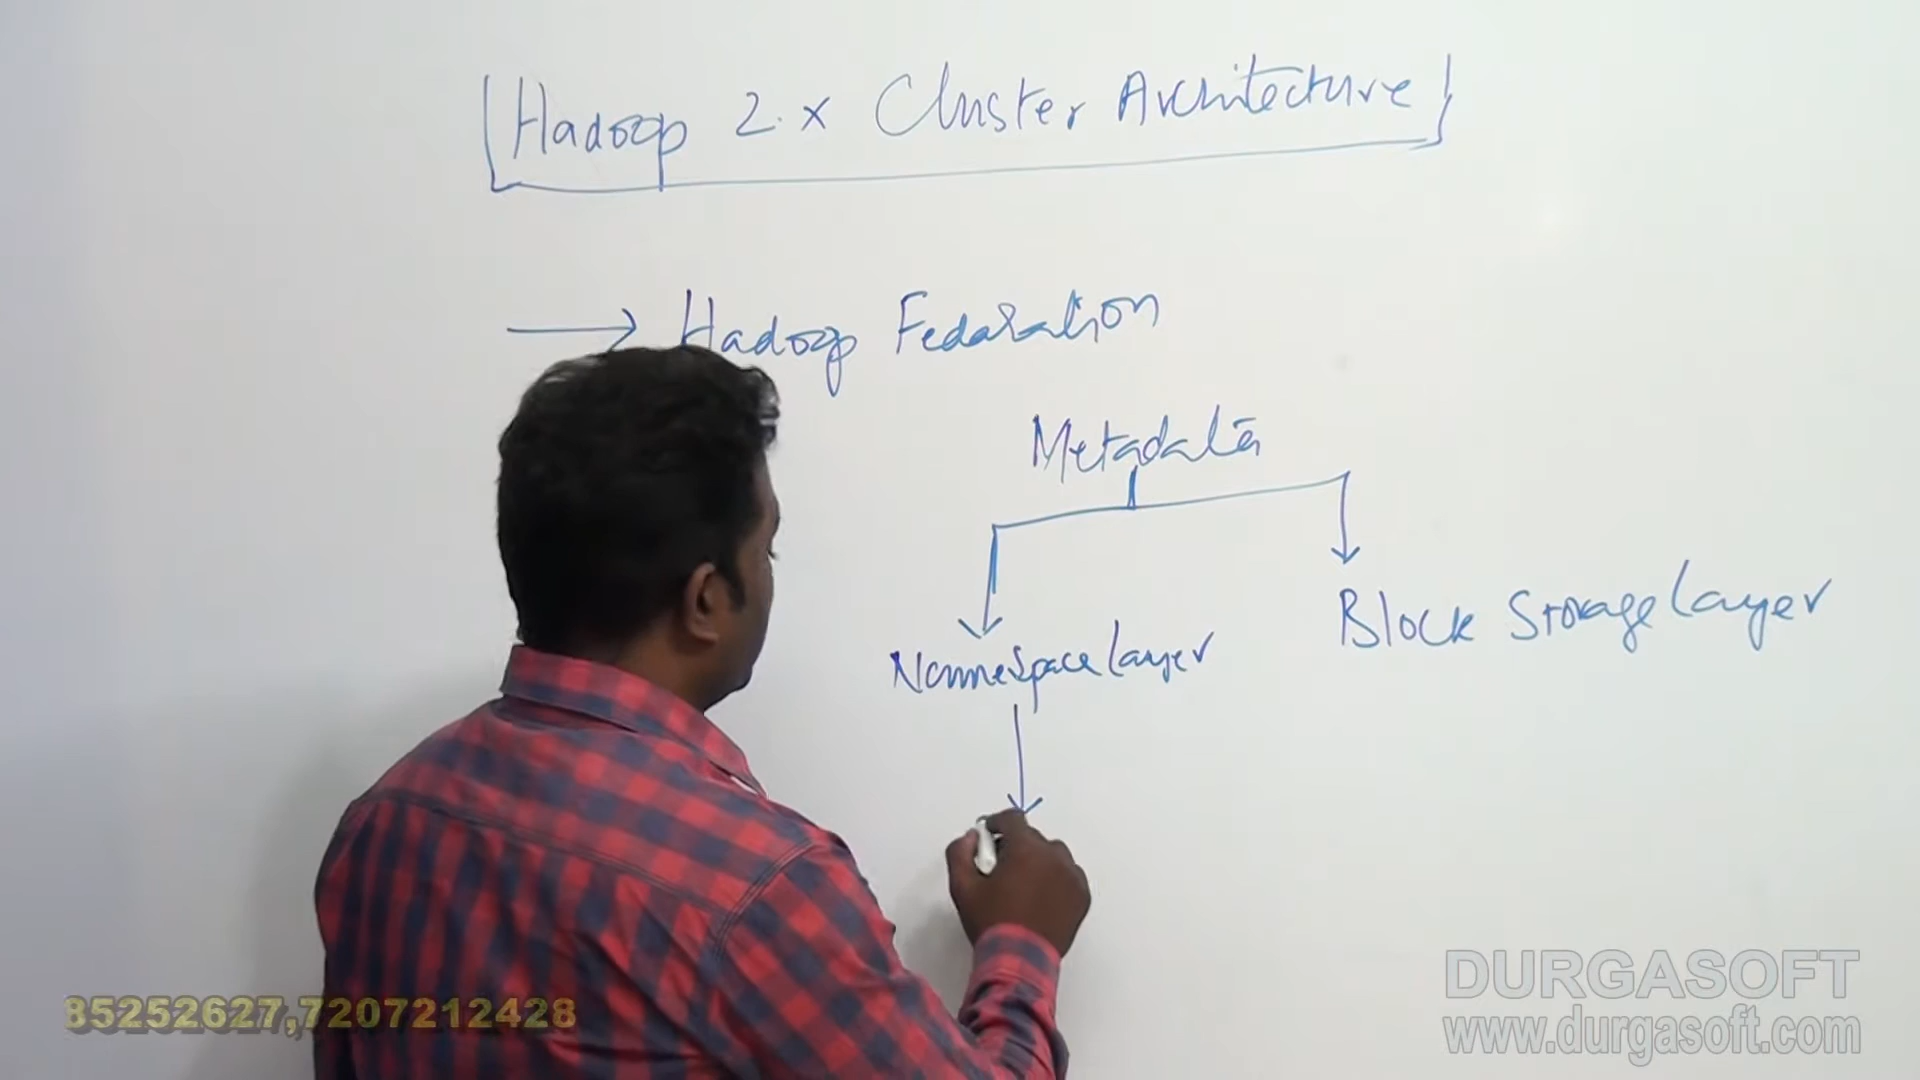 Hadoop 2.x Cluster Architecture
Hadoop Fedaration
Metadata
Block Storage Layer
Namespace Layer
85252627,7207212428
DURGASOFT
www.durgasoft.com